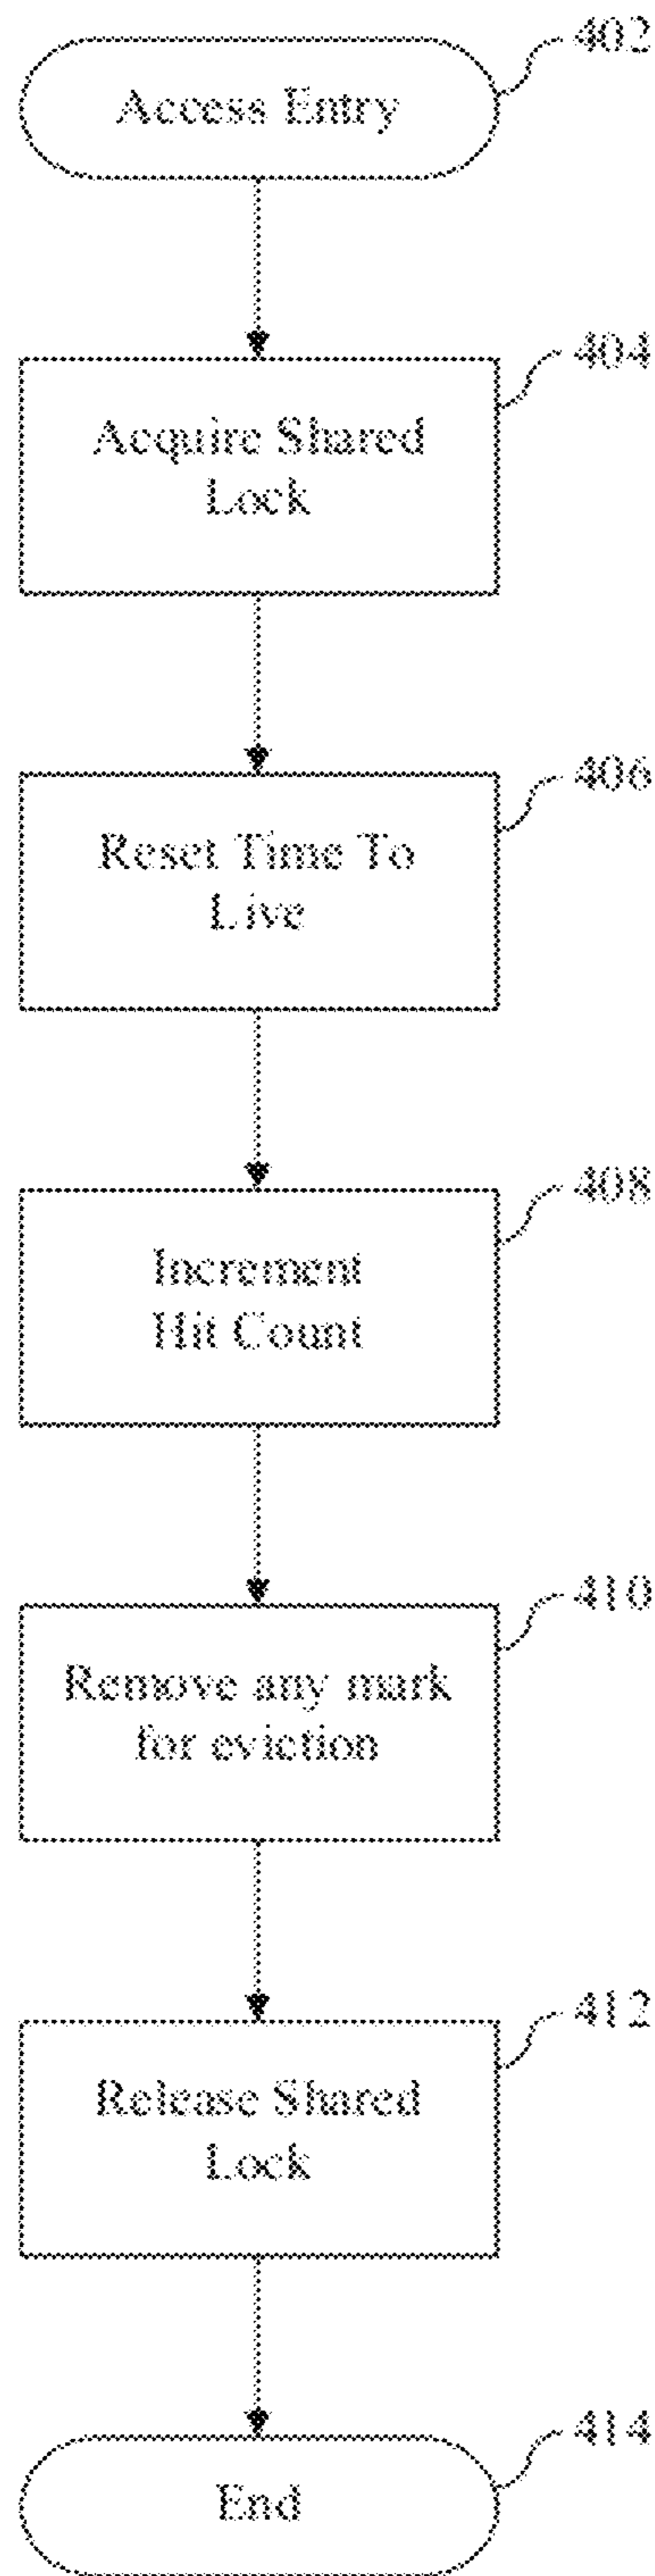 402
Access Entry
404
Acquire Shared
Lock
406
Reset Time To
Live
408
Increment
Hit Count
410
Remove any mark
for eviction
412
Release Shared
Lock
414
End